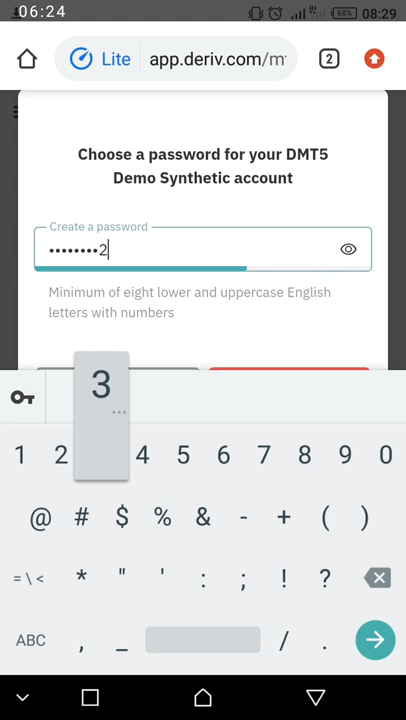 06:24
68% 08:29
Lite app.deriv.com/m
2
Choose a password for your DMT5
Demo Synthetic account
Create a password
••••••••2
Minimum of eight lower and uppercase English
letters with numbers
3
...
1 2 4 5 6 7 8 9 0
@ # $ % & - + ( )
= \ < * " ' : ; ! ?
ABC , _ / .